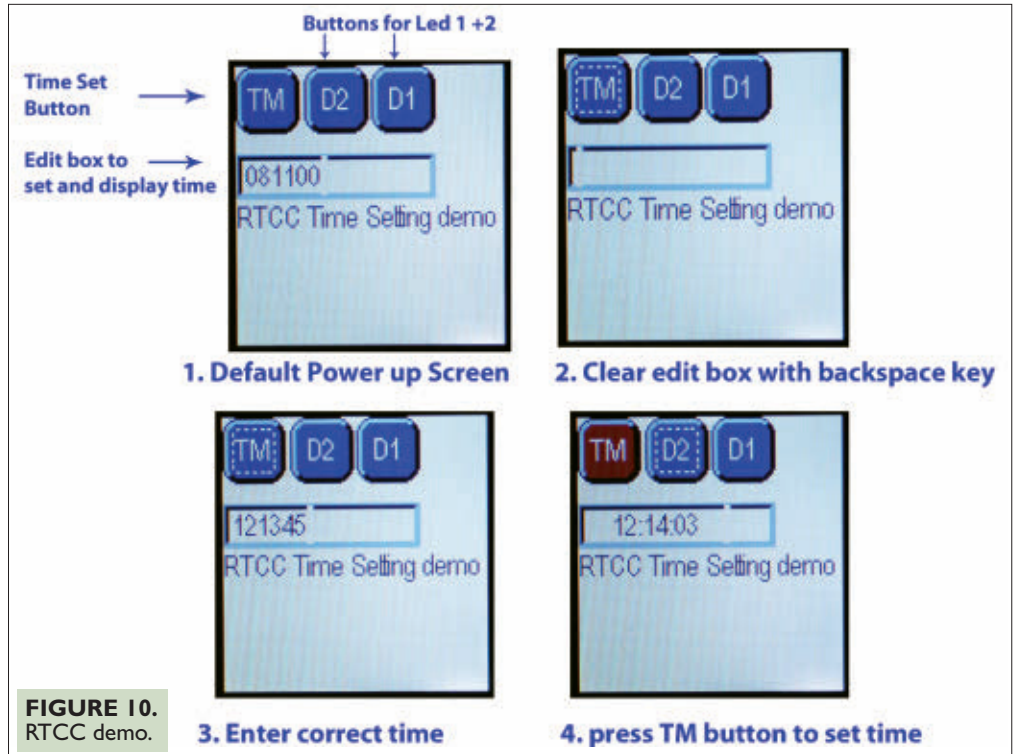 Buttons for Led 1 +2
Time Set
Button
TM D2 D1
Edit box to
set and display time
081100
RTCC Time Setting demo
1. Default Power up Screen
TM D2 D1
RTCC Time Setting demo
2. Clear edit box with backspace key
TM D2 D1
121345
RTCC Time Setting demo
3. Enter correct time
TM D2 D1
12:14:03
RTCC Time Setting demo
4. press TM button to set time
FIGURE 10.
RTCC demo.